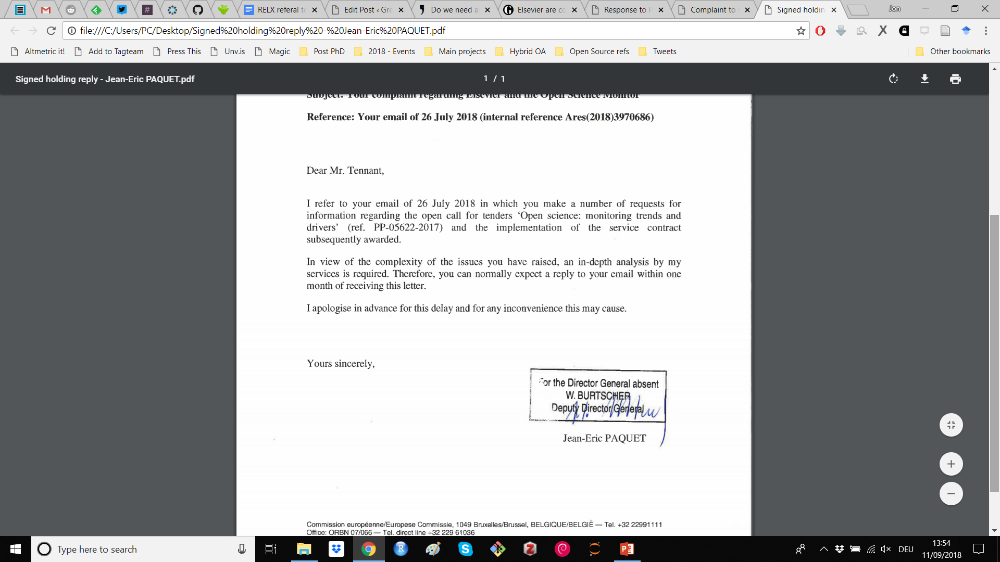 RELX referal to
Edit Post ‹ Gre
Do we need a
Elsevier are co
Response to P
Complaint to
Signed holdin
Jon
file:///C:/Users/PC/Desktop/Signed%20holding%20reply%20-%20Jean-Eric%20PAQUET.pdf
Altmetric it! Add to Tagteam Press This Unv.is Magic Post PhD 2018 - Events Main projects Hybrid OA Open Source refs Tweets Other bookmarks
Signed holding reply - Jean-Eric PAQUET.pdf 1 / 1
Subject: Your complaint regarding Elsevier and the Open Science Monitor
Reference: Your email of 26 July 2018 (internal reference Ares(2018)3970686)
Dear Mr. Tennant,
I refer to your email of 26 July 2018 in which you make a number of requests for
information regarding the open call for tenders ‘Open science: monitoring trends and
drivers’ (ref. PP-05622-2017) and the implementation of the service contract
subsequently awarded.
In view of the complexity of the issues you have raised, an in-depth analysis by my
services is required. Therefore, you can normally expect a reply to your email within one
month of receiving this letter.
I apologise in advance for this delay and for any inconvenience this may cause.
Yours sincerely,
For the Director General absent
W. BURTSCHER
Deputy Director General
Jean-Eric PAQUET
Commission européenne/Europese Commissie, 1049 Bruxelles/Brussel, BELGIQUE/BELGIË — Tel. +32 22991111
Office: ORBN 07/066 — Tel. direct line +32 229 61036
Type here to search
DEU
13:54
11/09/2018